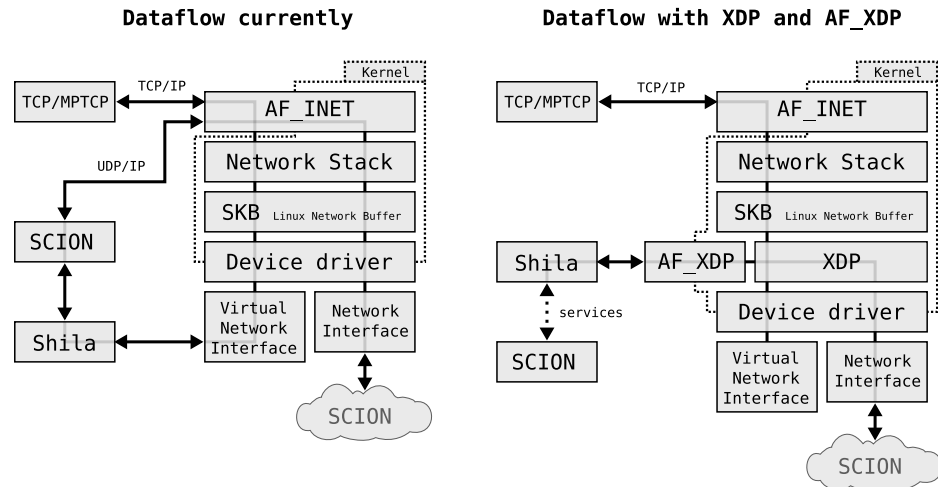 Dataflow currently
Kernel
TCP/MPTCP
TCP/IP
AF_INET
Network Stack
UDP/IP
SKB Linux Network Buffer
SCION
Device driver
Virtual
Network
Interface
Network
Interface
Shila
SCION
Dataflow with XDP and AF_XDP
Kernel
TCP/MPTCP
TCP/IP
AF_INET
Network Stack
SKB Linux Network Buffer
Shila
AF_XDP
XDP
services
Device driver
SCION
Virtual
Network
Interface
Network
Interface
SCION